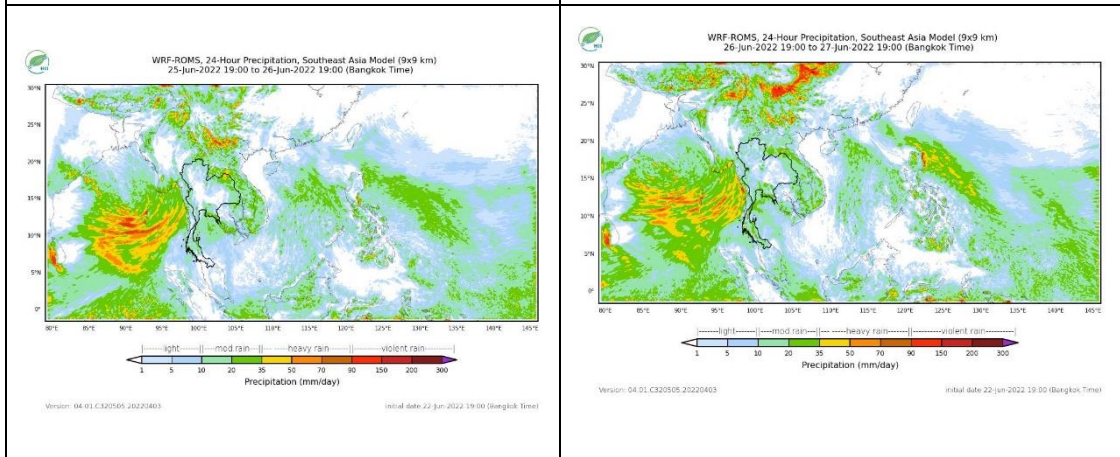 WRF-ROMS, 24-Hour Precipitation, Southeast Asia Model (9x9 km)
25-Jun-2022 19:00 to 26-Jun-2022 19:00 (Bangkok Time)
30°N
25°N
20°N
15°N
10°N
5°N
0°
80°E 85°E 90°E 95°E 100°E 105°E 110°E 115°E 120°E 125°E 130°E 135°E 140°E 145°E
light mod rain heavy rain violent rain
1 5 10 20 35 50 70 90 150 200 300
Precipitation (mm/day)
Version: 04.01.C320505.20220403 initial date 22-Jun-2022 19:00 (Bangkok Time)
WRF-ROMS, 24-Hour Precipitation, Southeast Asia Model (9x9 km)
26-Jun-2022 19:00 to 27-Jun-2022 19:00 (Bangkok Time)
30°N
25°N
20°N
15°N
10°N
5°N
0°
80°E 85°E 90°E 95°E 100°E 105°E 110°E 115°E 120°E 125°E 130°E 135°E 140°E 145°E
light mod rain heavy rain violent rain
1 5 10 20 35 50 70 90 150 200 300
Precipitation (mm/day)
Version: 04.01.C320505.20220403 initial date 22-Jun-2022 19:00 (Bangkok Time)